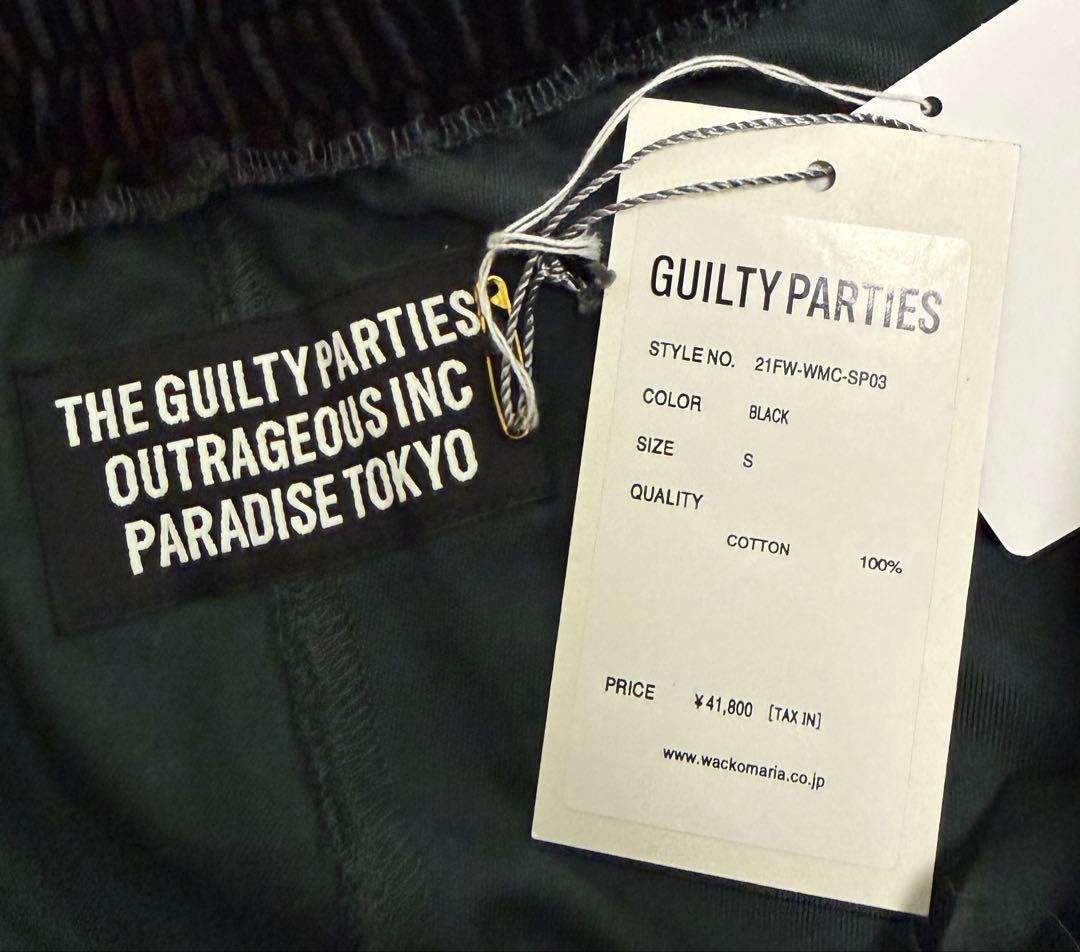 THE GUILTY PARTIES
OUTRAGEOUS INC
PARADISE TOKYO
GUILTY PARTIES
STYLE NO. 21FW-WMC-SP03
COLOR BLACK
SIZE S
QUALITY
COTTON 100%
PRICE ¥41,800 [TAX IN]
www.wackomaria.co.jp